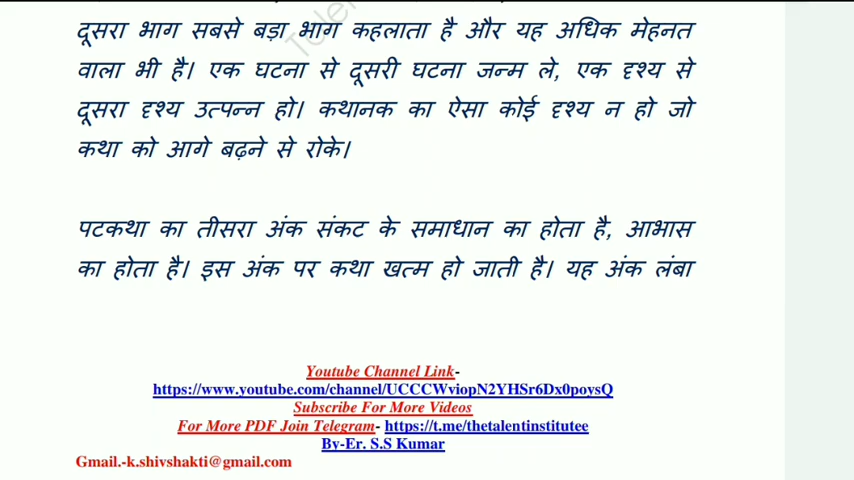 दूसरा भाग सबसे बड़ा भाग कहलाता है और यह अधिक मेहनत
वाला भी है। एक घटना से दूसरी घटना जन्म ले, एक दृश्य से
दूसरा दृश्य उत्पन्न हो। कथानक का ऐसा कोई दृश्य न हो जो
कथा को आगे बढ़ने से रोके।
पटकथा का तीसरा अंक संकट के समाधान का होता है, आभास
का होता है। इस अंक पर कथा खत्म हो जाती है। यह अंक लंबा
Youtube Channel Link-
https://www.youtube.com/channel/UCCCWviopN2YHSr6Dx0poysQ
Subscribe For More Videos
For More PDF Join Telegram- https://t.me/thetalentinstitutee
By-Er. S.S Kumar
Gmail.-k.shivshakti@gmail.com